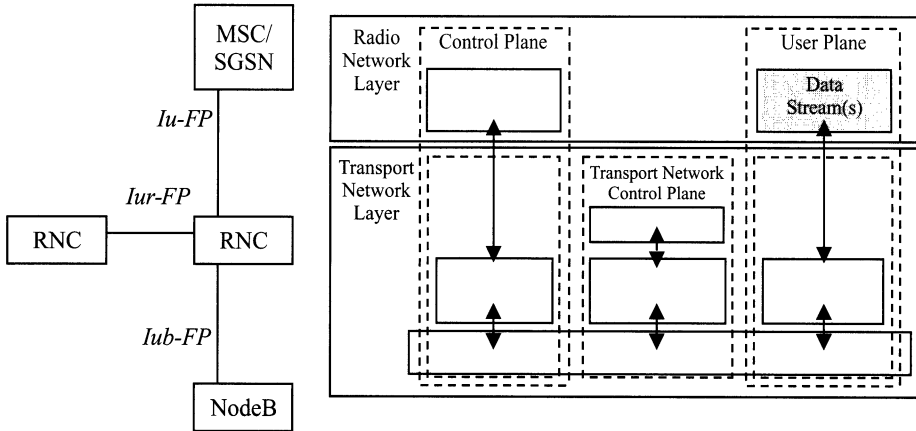 MSC/
SGSN
Iu-FP
Iur-FP
RNC
RNC
Iub-FP
NodeB
Radio
Network
Layer
Control Plane
User Plane
Data
Stream(s)
Transport
Network
Layer
Transport Network
Control Plane